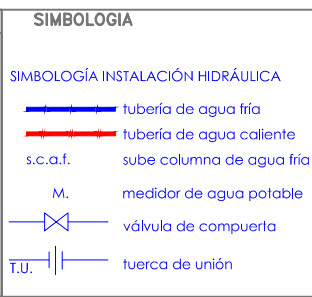 SIMBOLOGIA
SIMBOLOGÍA INSTALACIÓN HIDRÁULICA
tubería de agua fría
tubería de agua caliente
s.c.a.f. sube columna de agua fría
M. medidor de agua potable
válvula de compuerta
T.U. tuerca de unión